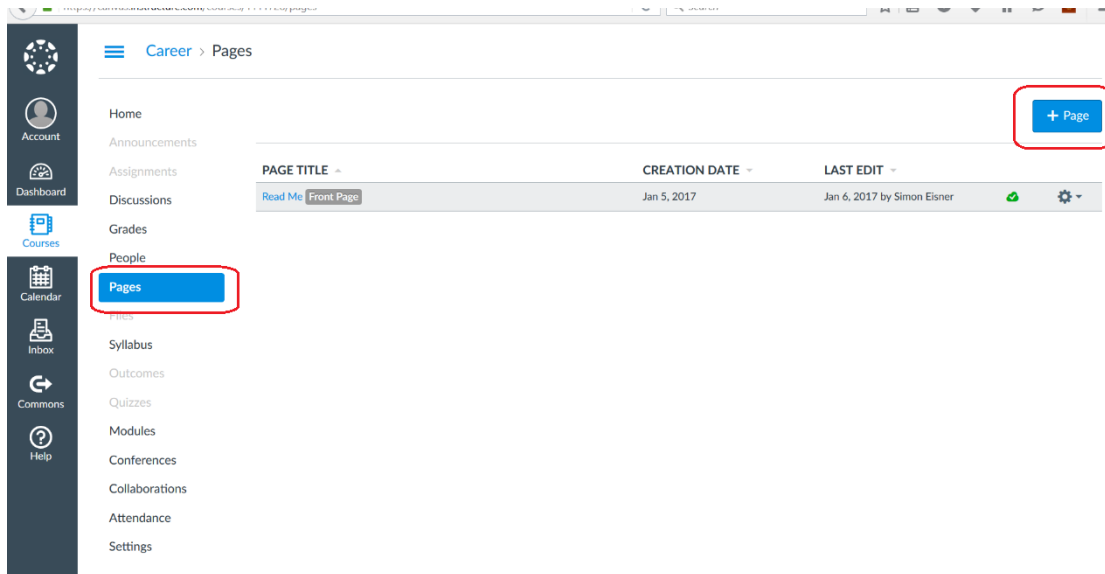 Career > Pages
Home
+ Page
Account
Announcements
Assignments
PAGE TITLE
CREATION DATE
LAST EDIT
Dashboard
Discussions
Read Me Front Page
Jan 5, 2017
Jan 6, 2017 by Simon Eisner
Grades
Courses
People
Pages
Calendar
Files
Syllabus
Inbox
Outcomes
Commons
Quizzes
Modules
Help
Conferences
Collaborations
Attendance
Settings